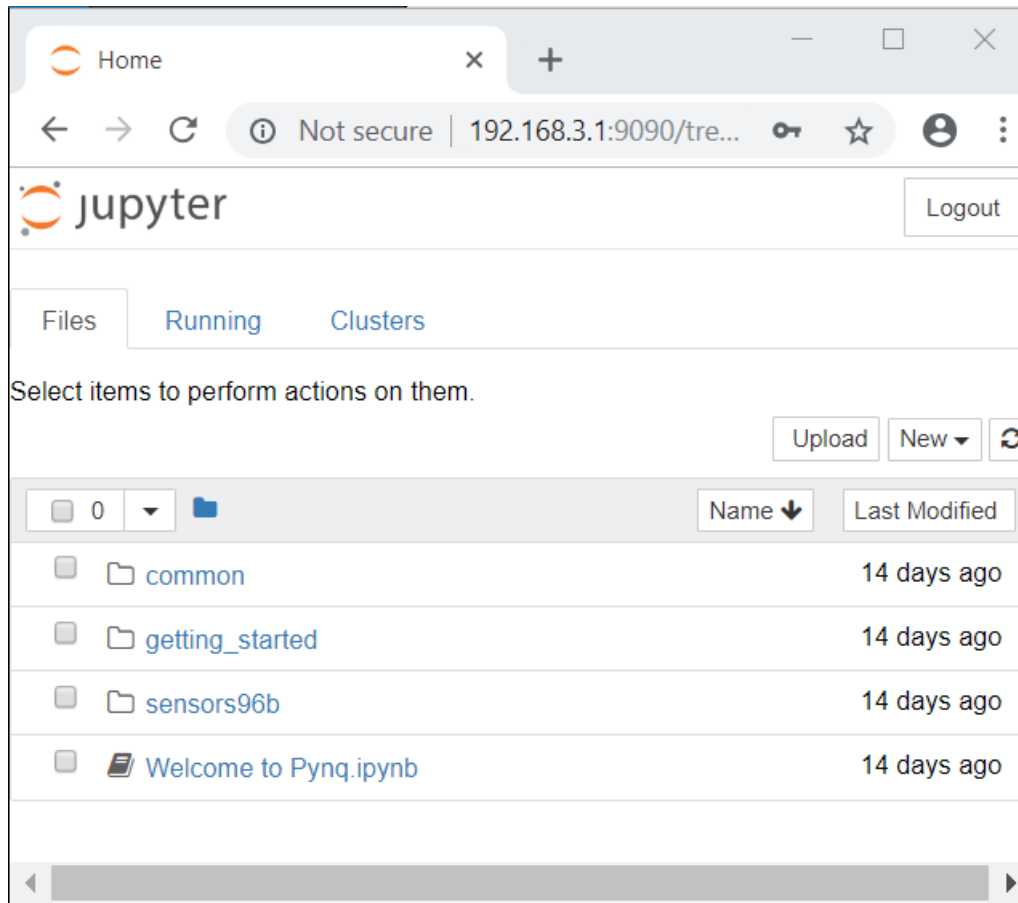 Home
Not secure 192.168.3.1:9090/tre...
jupyter
Logout
Files Running Clusters
Select items to perform actions on them.
Upload New
0 Name Last Modified
common 14 days ago
getting_started 14 days ago
sensors96b 14 days ago
Welcome to Pynq.ipynb 14 days ago